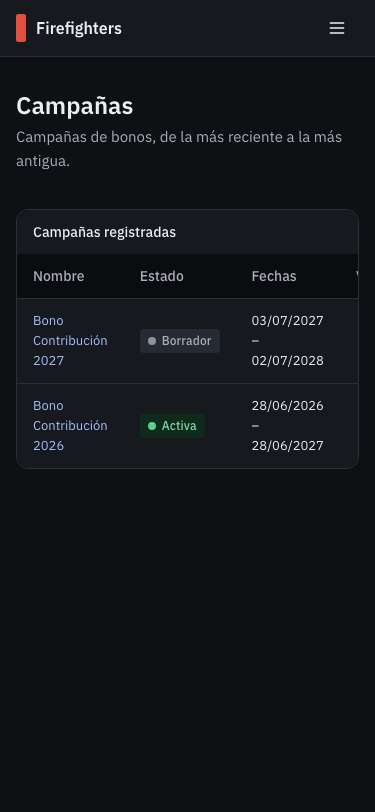 Firefighters
Campañas
Campañas de bonos, de la más reciente a la más
antigua.
Campañas registradas
Nombre Estado Fechas
Bono
Contribución
2027
Borrador
03/07/2027
–
02/07/2028
Bono
Contribución
2026
Activa
28/06/2026
–
28/06/2027